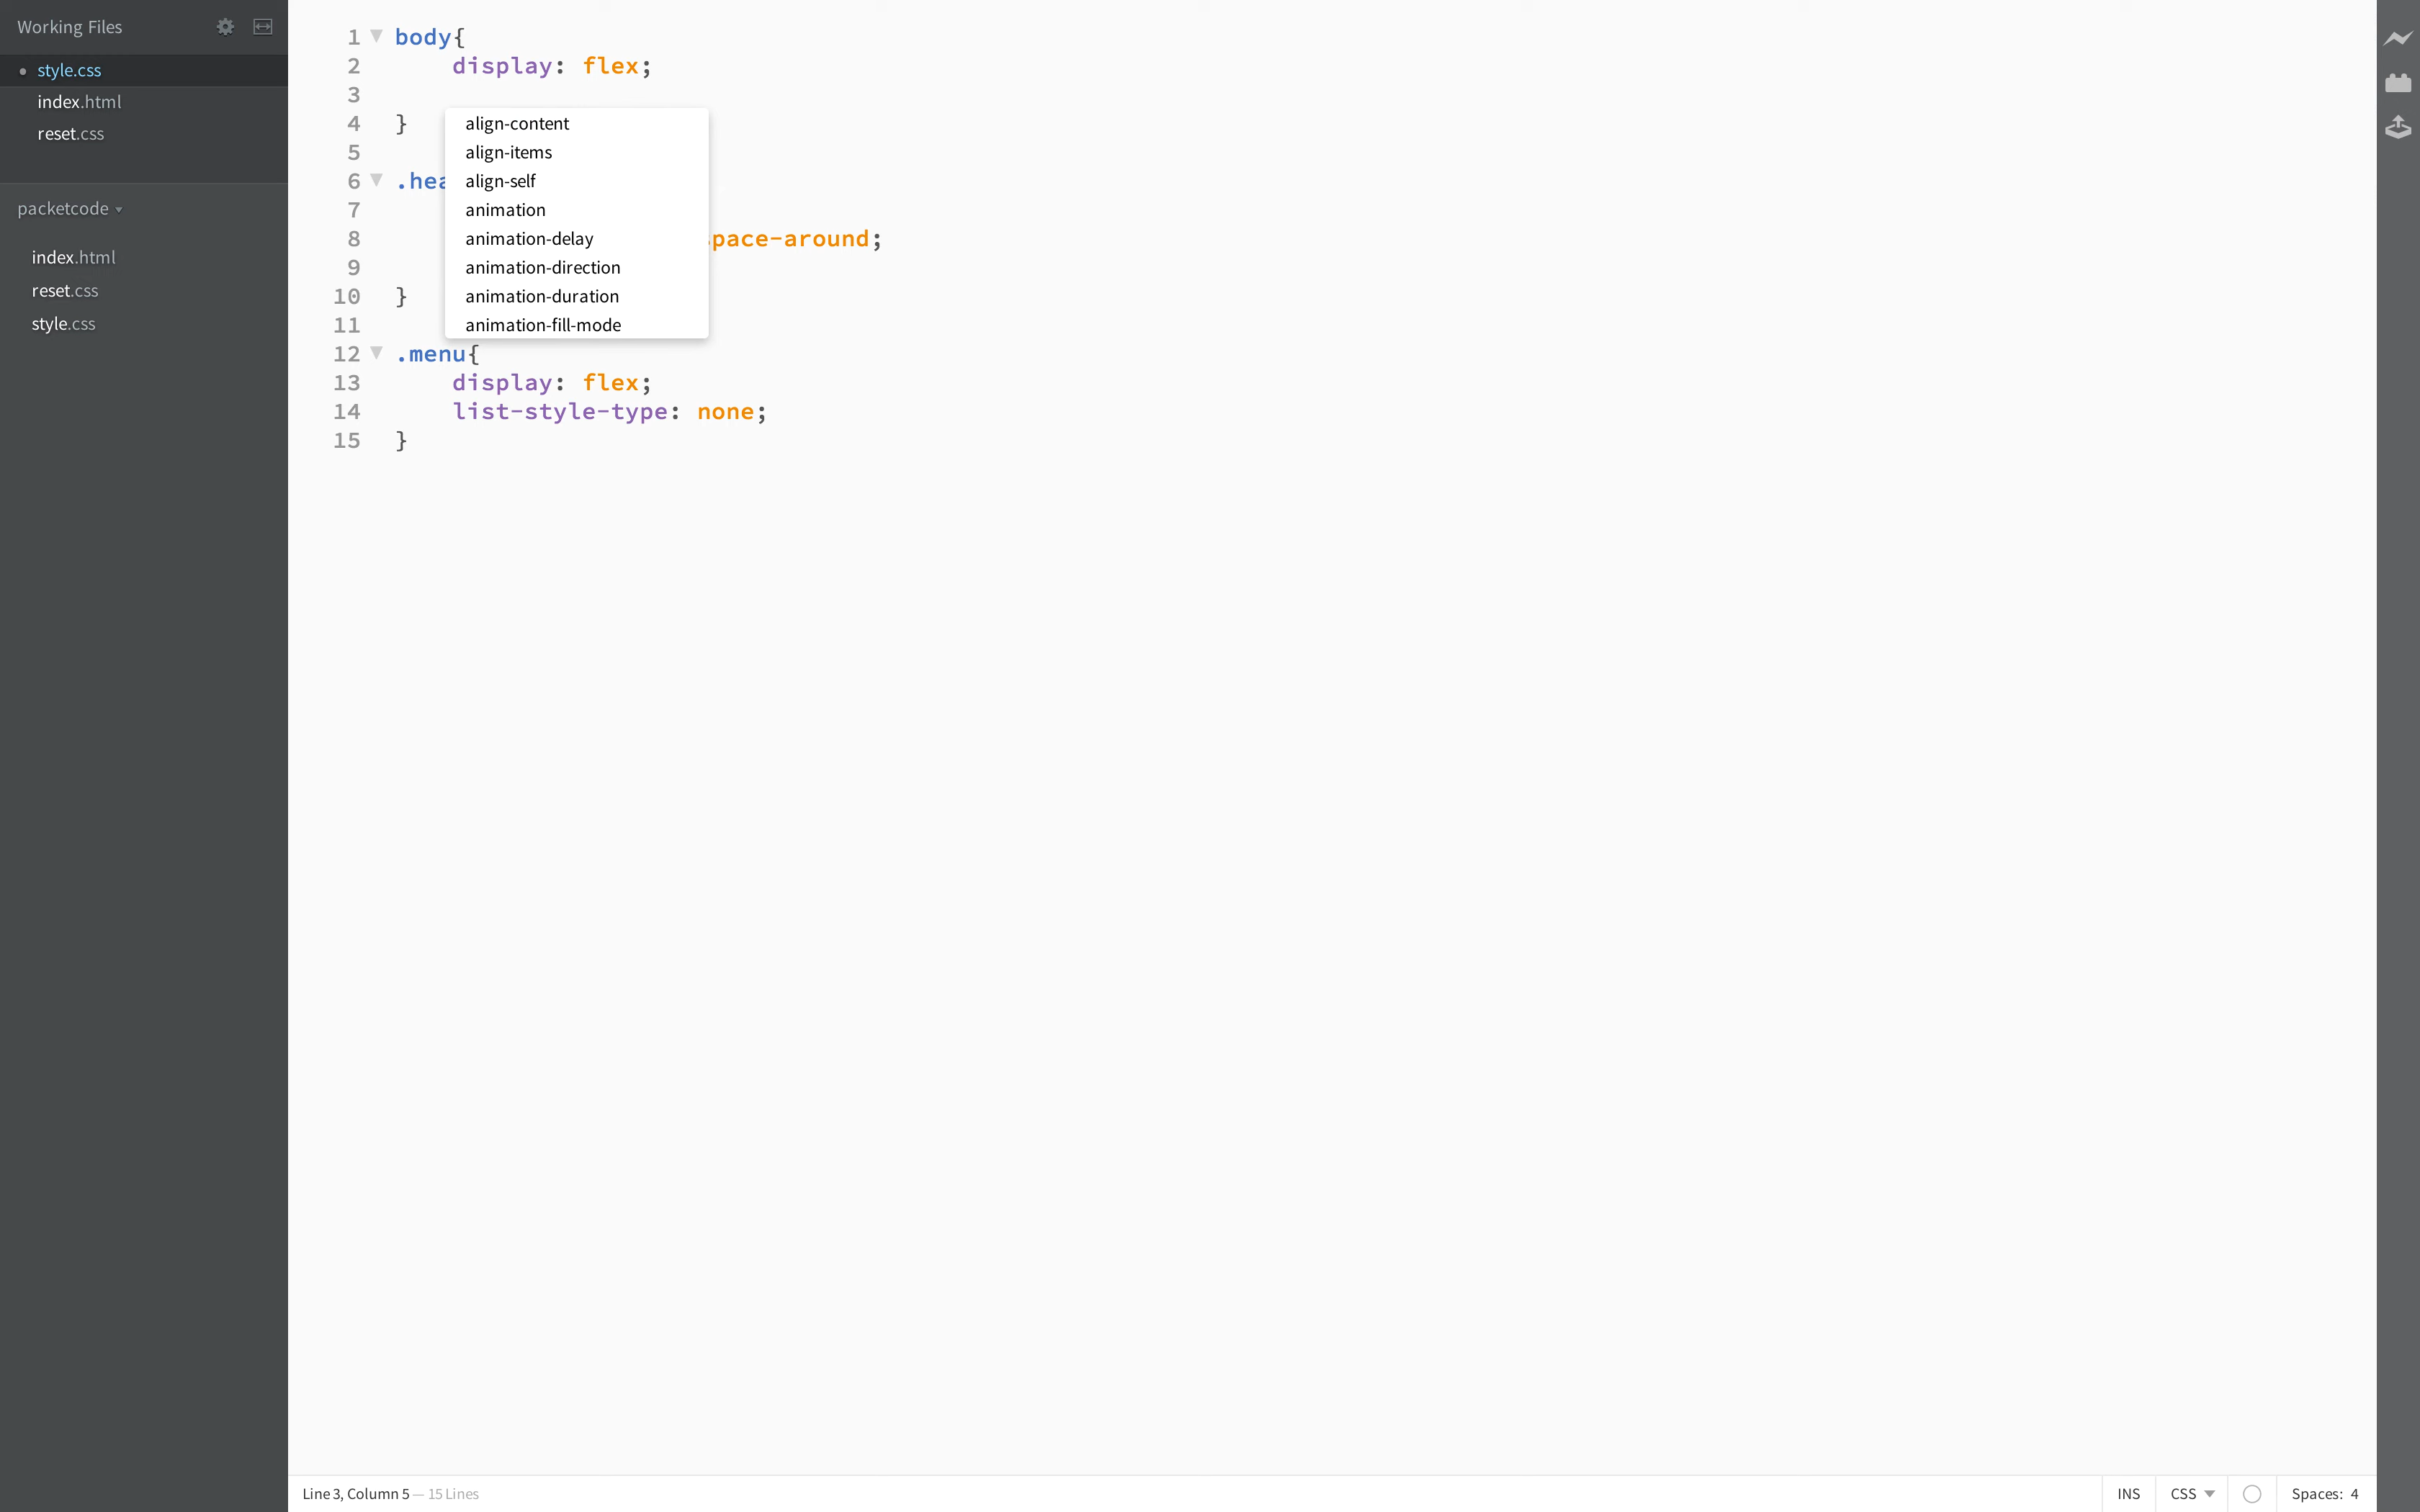 Working Files
style.css
index.html
reset.css
packetcode
index.html
reset.css
style.css
1 body{
2 display: flex;
3
4 }
5
6 .hea
7
8 space-around;
9
10 }
11
12 .menu{
13 display: flex;
14 list-style-type: none;
15 }
align-content
align-items
align-self
animation
animation-delay
animation-direction
animation-duration
animation-fill-mode
Line 3, Column 5 — 15 Lines
INS
CSS
Spaces: 4